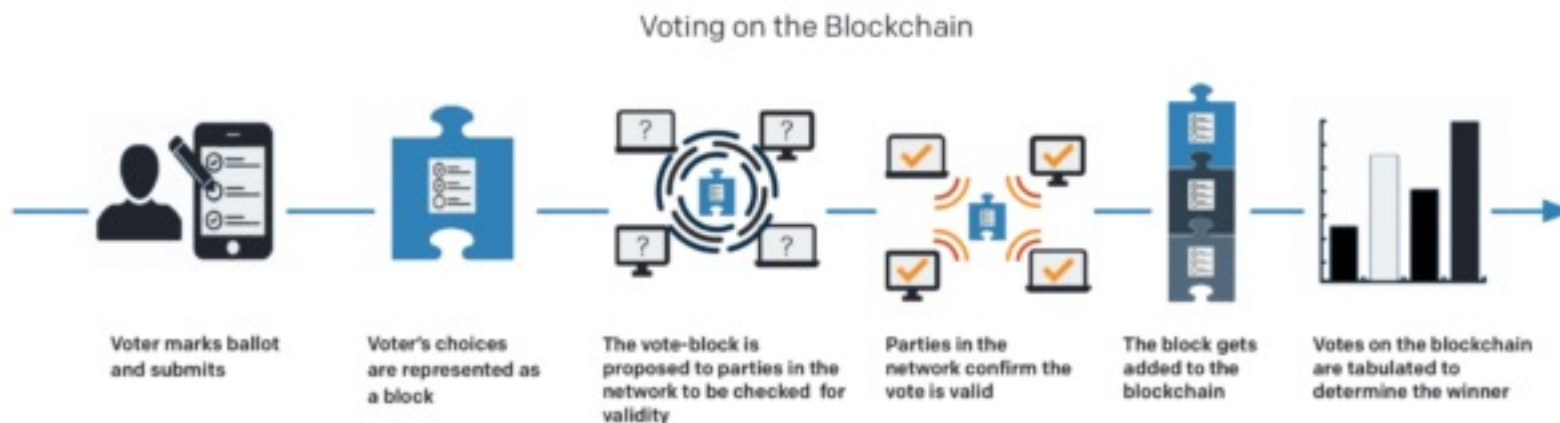 Voting on the Blockchain
Voter marks ballot
and submits
Voter's choices
are represented as
a block
The vote-block is
proposed to parties in the
network to be checked for
validity
Parties in the
network confirm the
vote is valid
The block gets
added to the
blockchain
Votes on the blockchain
are tabulated to
determine the winner
? ?
? ?